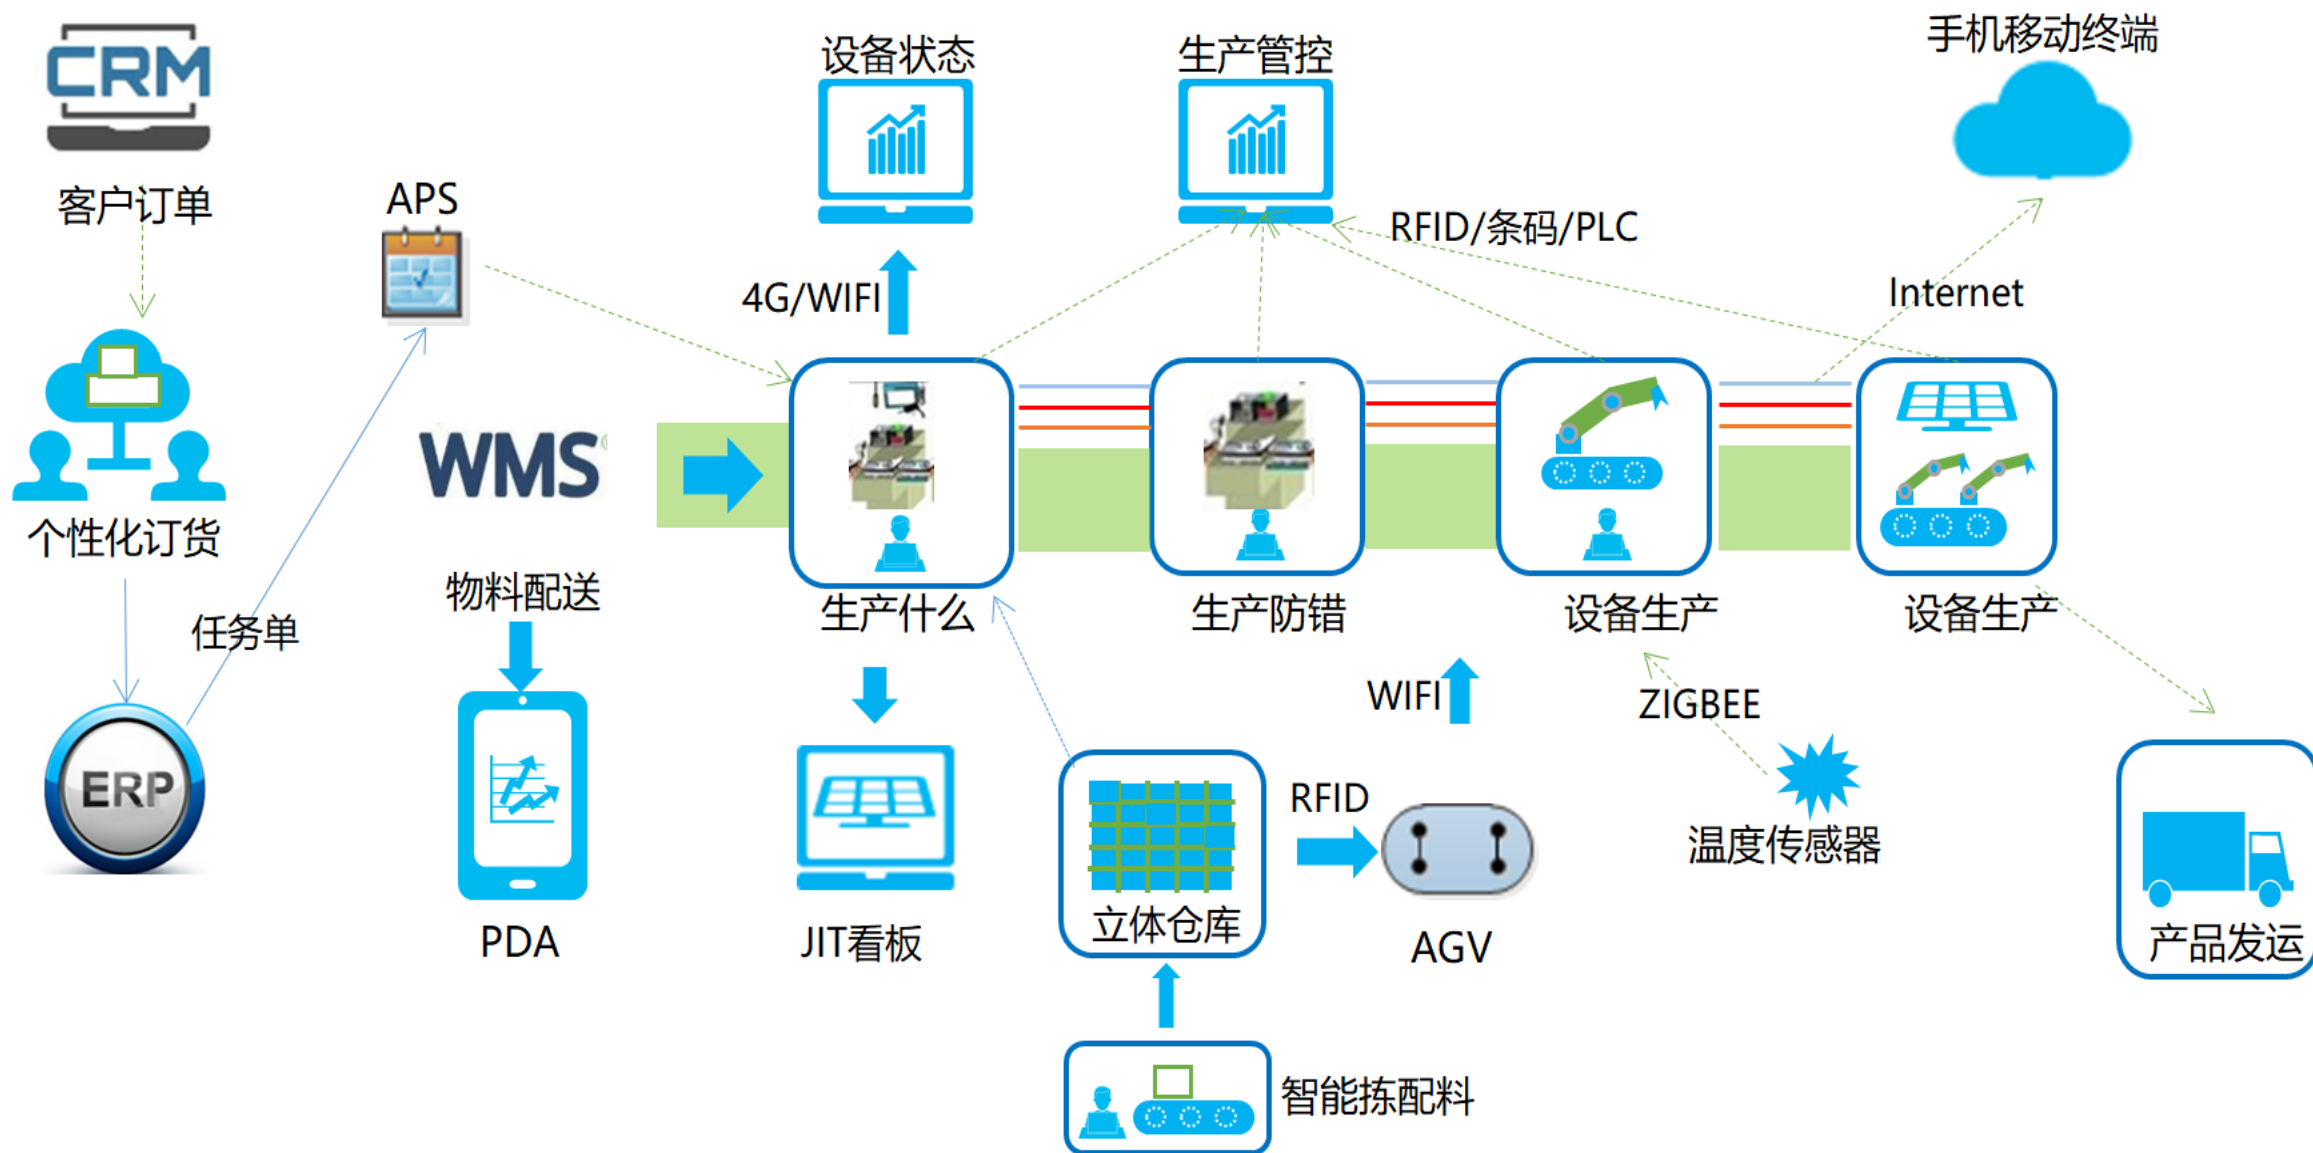 CRM
客户订单
个性化订货
ERP
任务单
APS
WMS
物料配送
PDA
设备状态
4G/WIFI
生产管控
RFID/条码/PLC
手机移动终端
Internet
生产什么
生产防错
设备生产
设备生产
JIT看板
WIFI
ZIGBEE
温度传感器
立体仓库
RFID
AGV
智能拣配料
产品发运